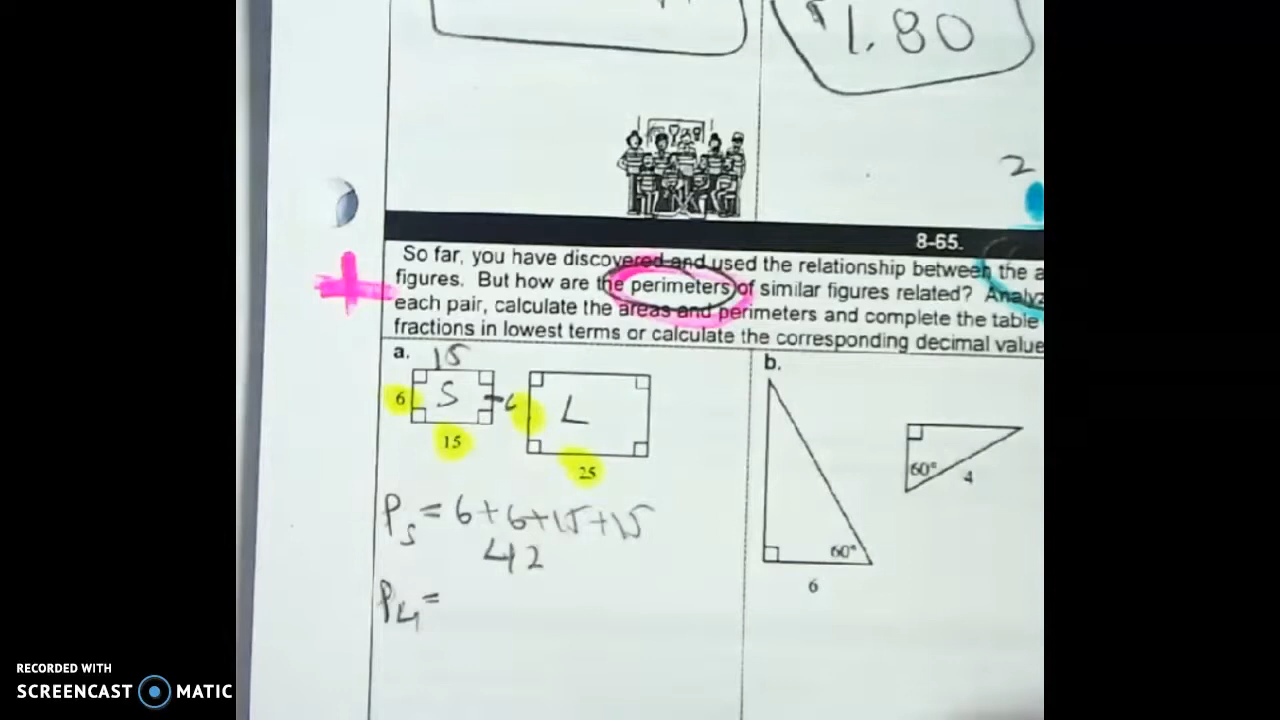 1.80
2
8-65.
So far, you have discovered and used the relationship between the a
figures. But how are the perimeters of similar figures related? Analyz
each pair, calculate the areas and perimeters and complete the table
fractions in lowest terms or calculate the corresponding decimal value
a.
15
6
S
15
L
25
P_S = 6+6+15+15
42
P_L =
b.
60°
6
60°
4
RECORDED WITH
SCREENCAST MATIC